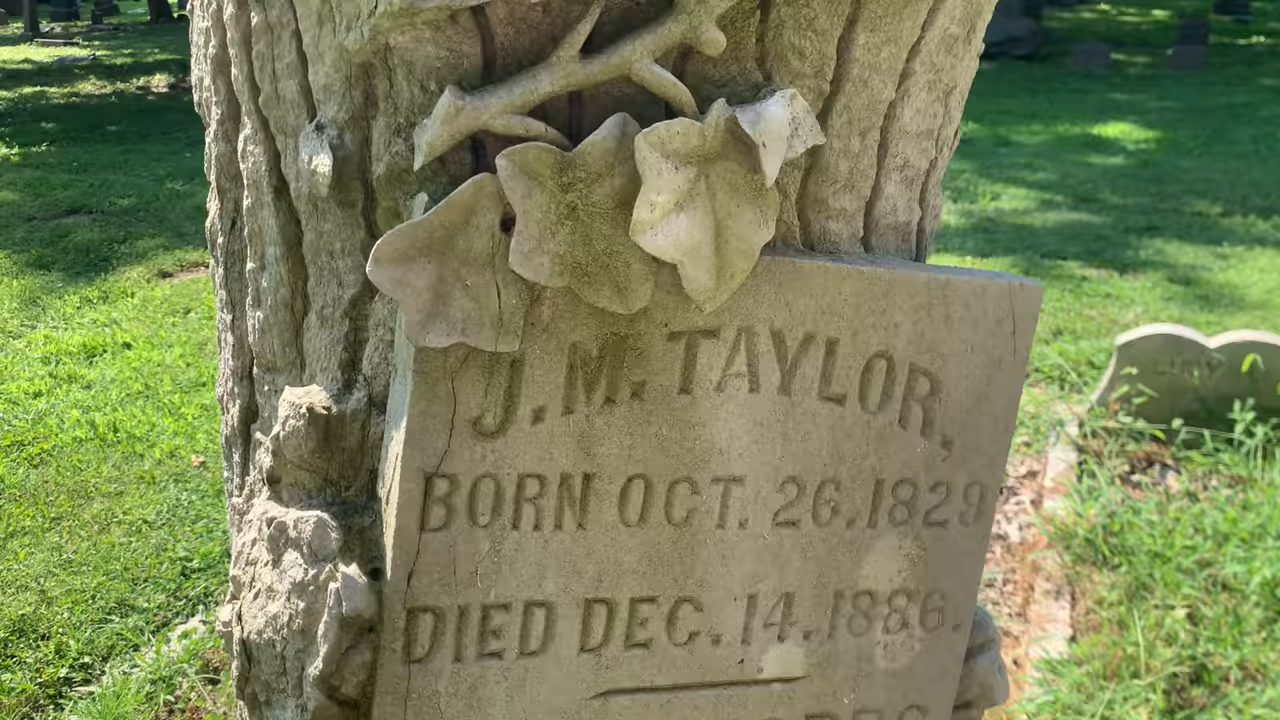 J. M. TAYLOR,
BORN OCT. 26. 1829
DIED DEC. 14. 1886.